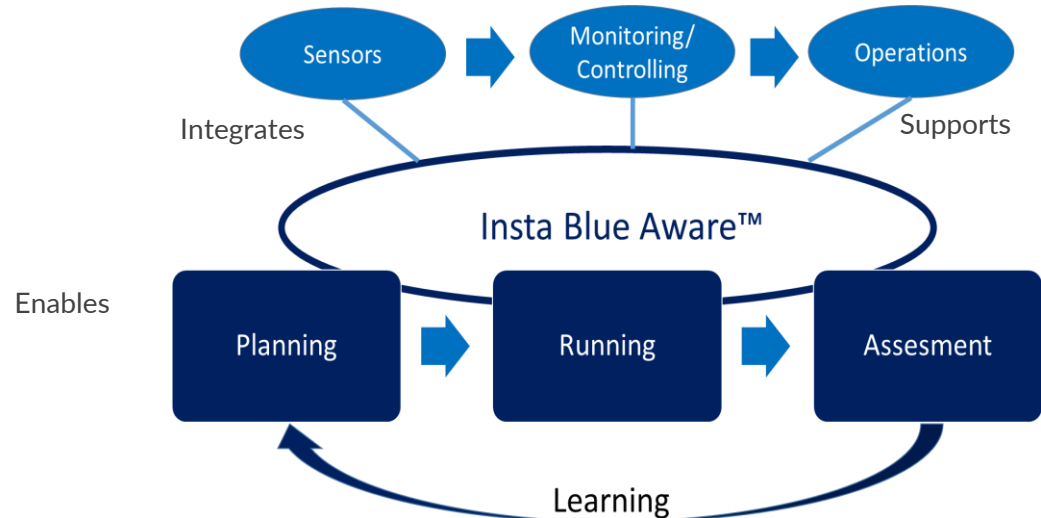 Sensors
Monitoring/
Controlling
Operations
Integrates
Supports
Insta Blue Aware™
Enables
Planning
Running
Assesment
Learning